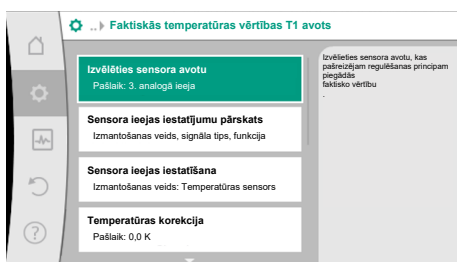 ..▸ Faktiskās temperatūras vērtības T1 avots
Izvēlēties sensora avotu
Pašlaik: 3. analogā ieeja
Sensora ieejas iestatījumu pārskats
Izmantošanas veids, signāla tips, funkcija
Sensora ieejas iestatīšana
Izmantošanas veids: Temperatūras sensors
Temperatūras korekcija
Pašlaik: 0,0 K
Izvēlieties sensora avotu, kas
pašreizējam regulēšanas principam
piegādās
faktisko vērtību
.